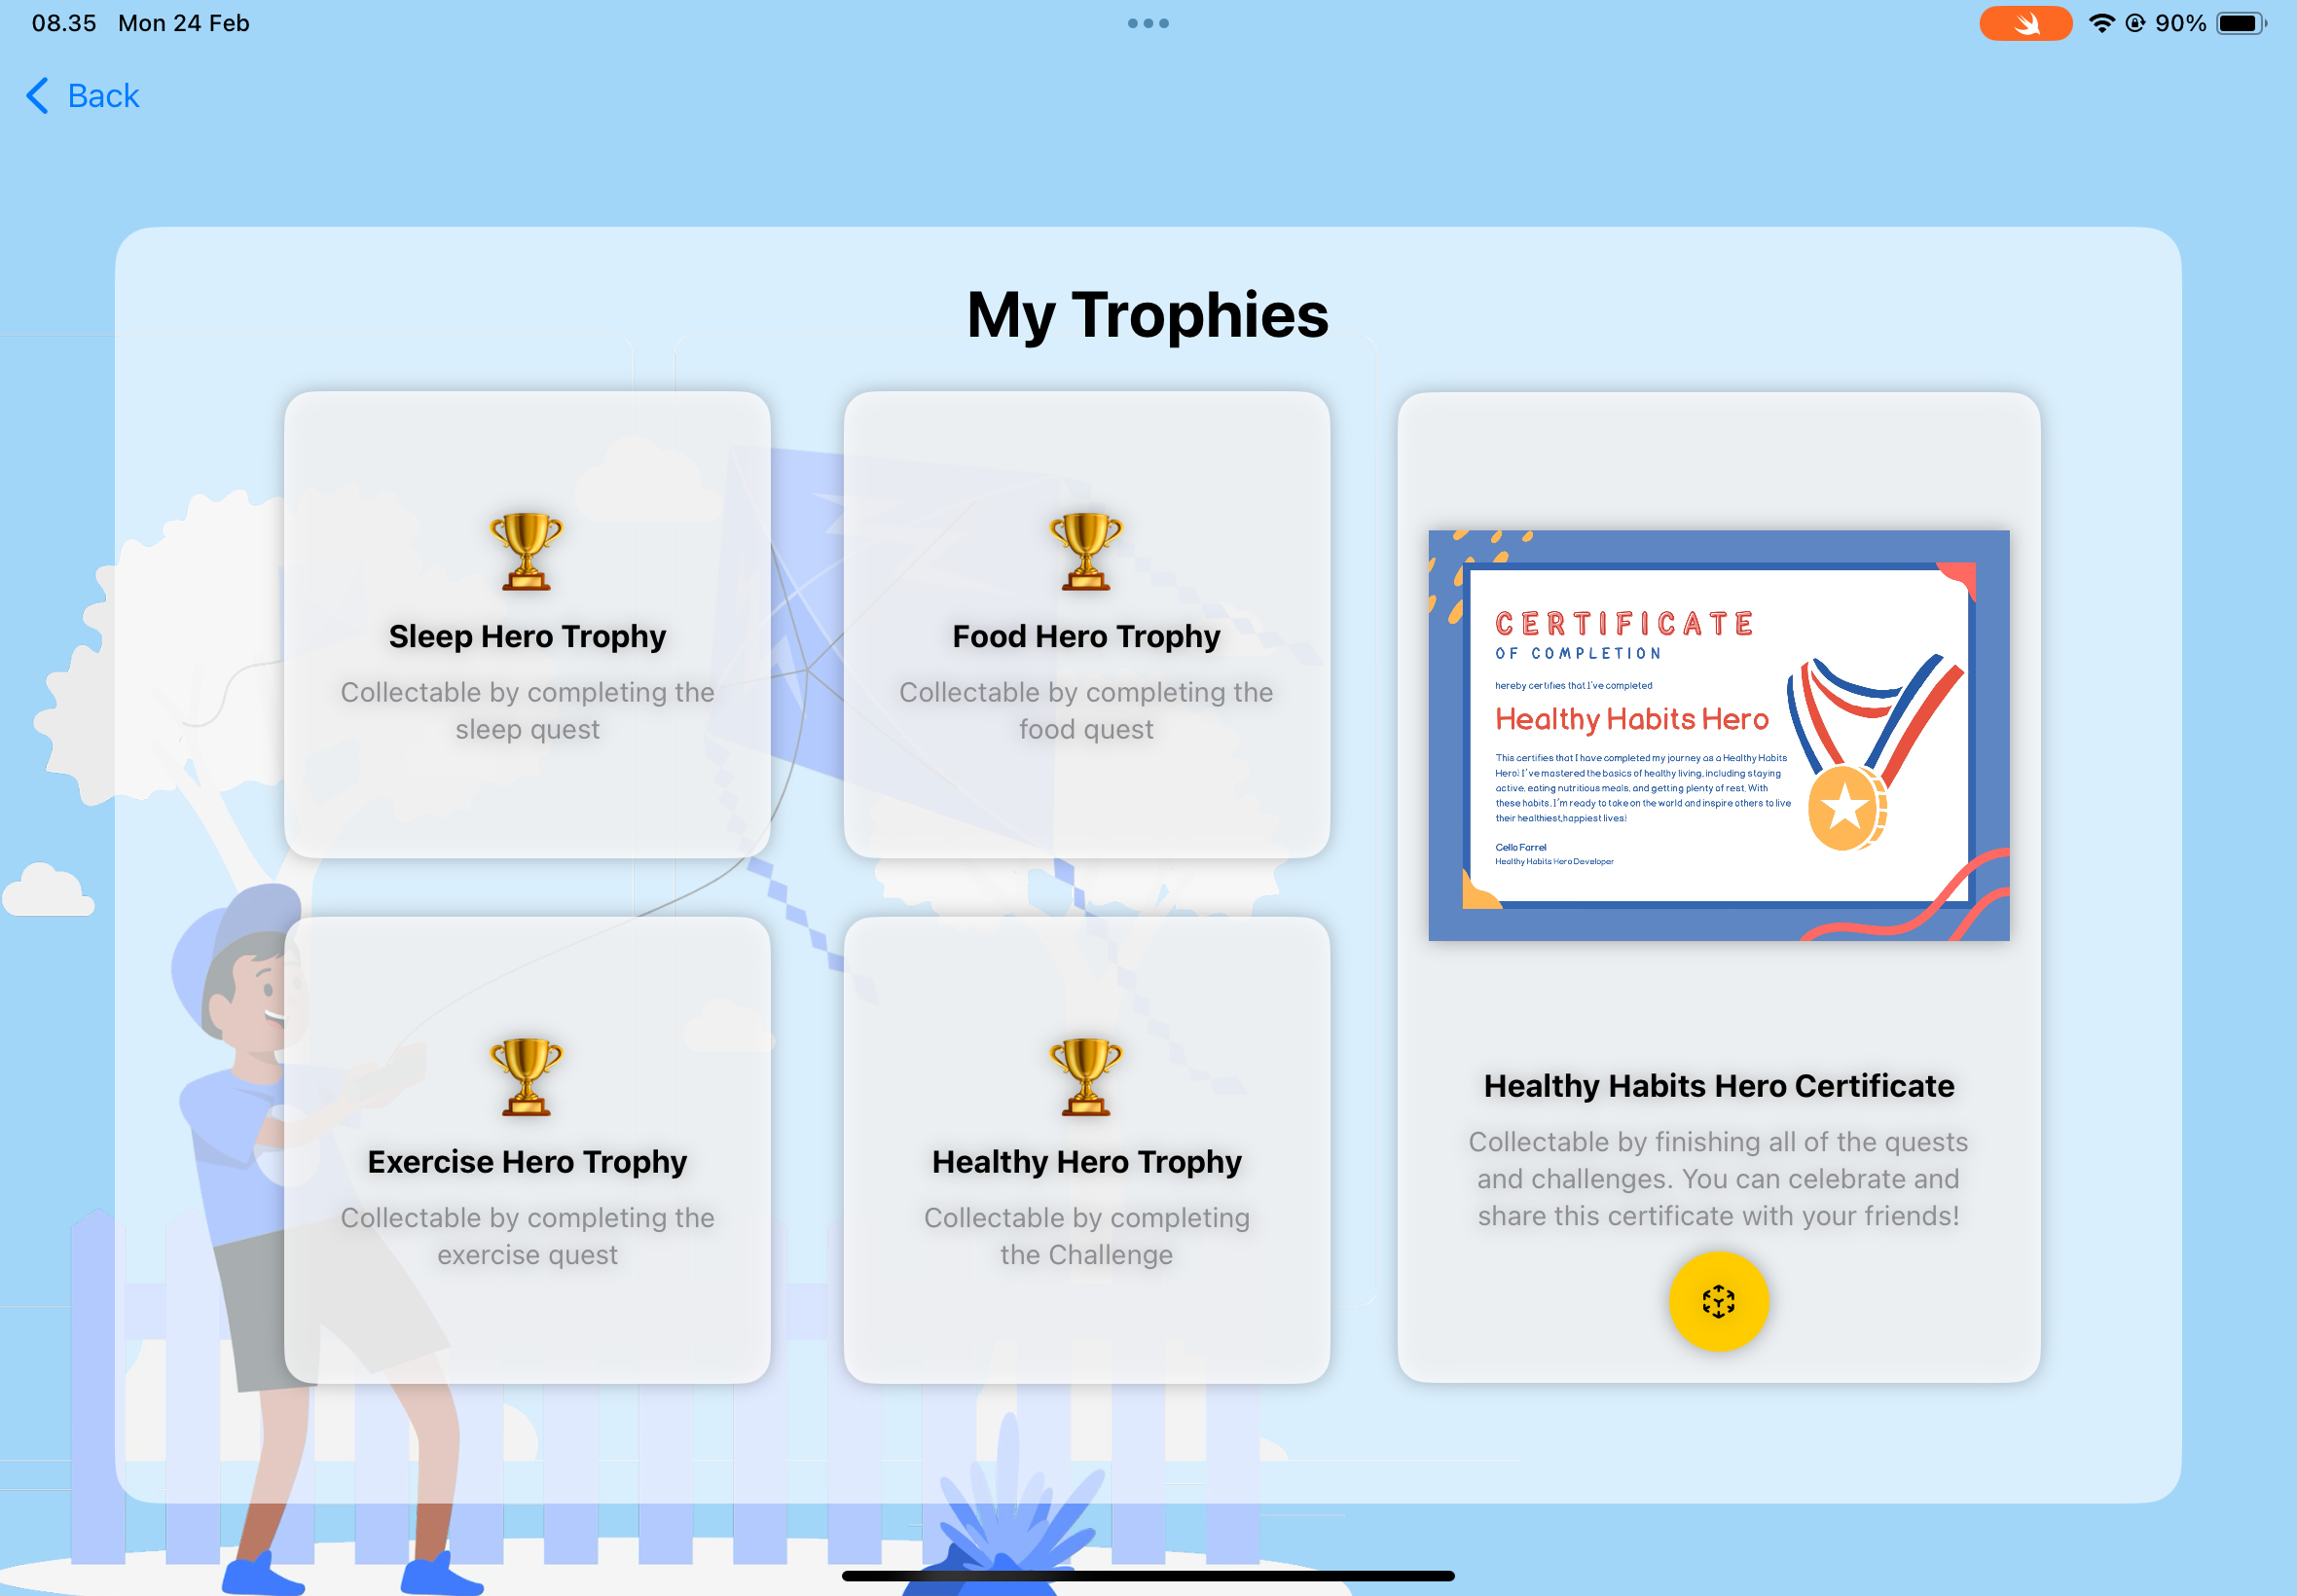 08.35 Mon 24 Feb
90%
Back
My Trophies
Sleep Hero Trophy
Collectable by completing the
sleep quest
Food Hero Trophy
Collectable by completing the
food quest
Exercise Hero Trophy
Collectable by completing the
exercise quest
Healthy Hero Trophy
Collectable by completing
the Challenge
CERTIFICATE
OF COMPLETION
hereby certifies that I've completed
Healthy Habits Hero
This certifies that I have completed my journey as a Healthy Habits
Hero! I've mastered the basics of healthy living, including staying
active, eating nutritious meals, and getting plenty of rest. With
these habits, I'm ready to take on the world and inspire others to live
their healthiest,happiest lives!
Cello Farrel
Healthy Habits Hero Developer
Healthy Habits Hero Certificate
Collectable by finishing all of the quests
and challenges. You can celebrate and
share this certificate with your friends!